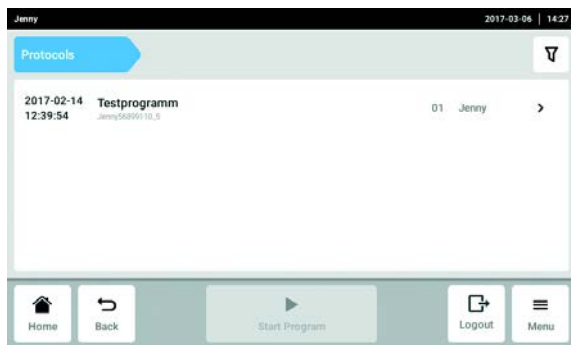 Jenny 2017-03-06 | 14:27
Protocols
2017-02-14 Testprogramm 01 Jenny
12:39:54 Jenny56899110_5
Home Back Start Program Logout Menu